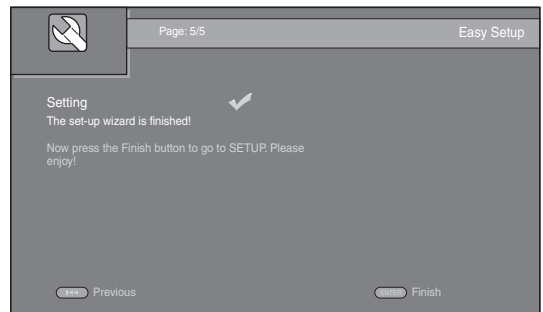 Page: 5/5
Easy Setup
Setting
The set-up wizard is finished!
Now press the Finish button to go to SETUP. Please
enjoy!
Previous
ENTER Finish